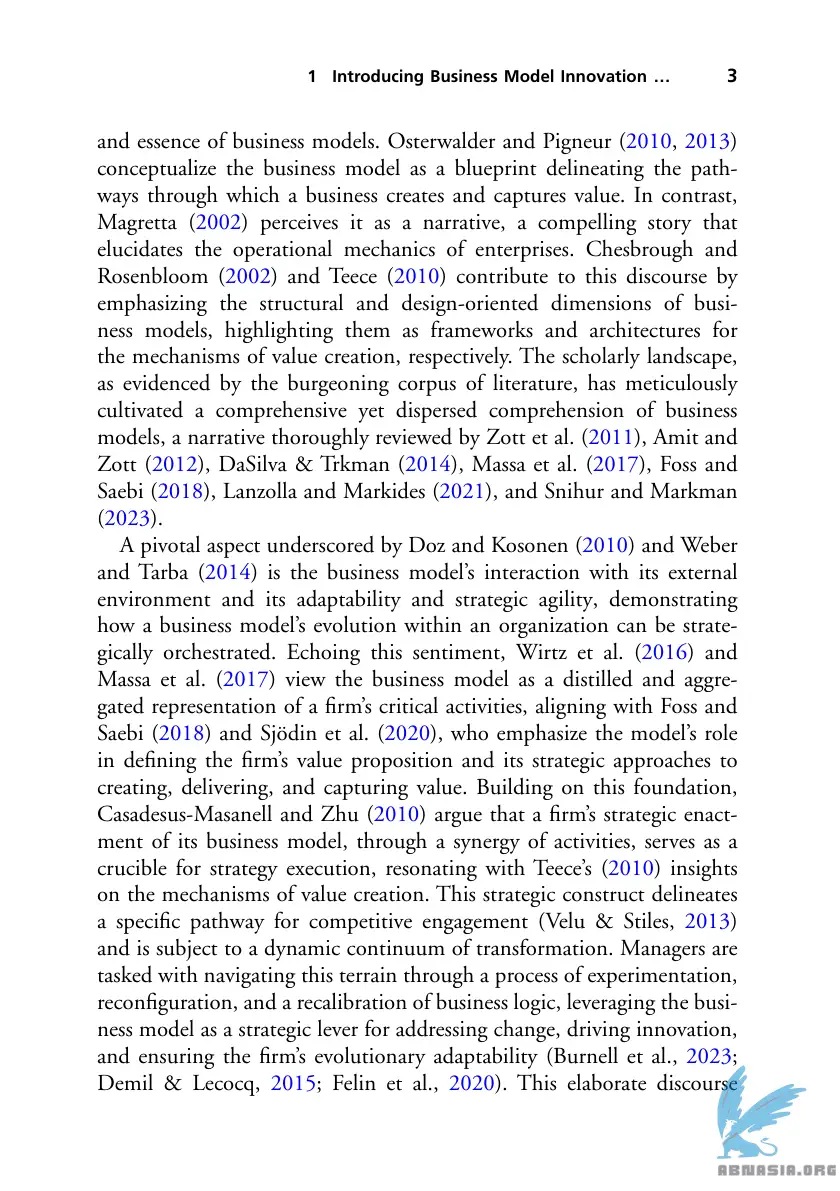 1 Introducing Business Model Innovation … 3
and essence of business models. Osterwalder and Pigneur (2010, 2013)
conceptualize the business model as a blueprint delineating the path-
ways through which a business creates and captures value. In contrast,
Magretta (2002) perceives it as a narrative, a compelling story that
elucidates the operational mechanics of enterprises. Chesbrough and
Rosenbloom (2002) and Teece (2010) contribute to this discourse by
emphasizing the structural and design-oriented dimensions of busi-
ness models, highlighting them as frameworks and architectures for
the mechanisms of value creation, respectively. The scholarly landscape,
as evidenced by the burgeoning corpus of literature, has meticulously
cultivated a comprehensive yet dispersed comprehension of business
models, a narrative thoroughly reviewed by Zott et al. (2011), Amit and
Zott (2012), DaSilva & Trkman (2014), Massa et al. (2017), Foss and
Saebi (2018), Lanzolla and Markides (2021), and Snihur and Markman
(2023).
A pivotal aspect underscored by Doz and Kosonen (2010) and Weber
and Tarba (2014) is the business model's interaction with its external
environment and its adaptability and strategic agility, demonstrating
how a business model's evolution within an organization can be strate-
gically orchestrated. Echoing this sentiment, Wirtz et al. (2016) and
Massa et al. (2017) view the business model as a distilled and aggre-
gated representation of a firm's critical activities, aligning with Foss and
Saebi (2018) and Sjödin et al. (2020), who emphasize the model's role
in defining the firm's value proposition and its strategic approaches to
creating, delivering, and capturing value. Building on this foundation,
Casadesus-Masanell and Zhu (2010) argue that a firm's strategic enact-
ment of its business model, through a synergy of activities, serves as a
crucible for strategy execution, resonating with Teece's (2010) insights
on the mechanisms of value creation. This strategic construct delineates
a specific pathway for competitive engagement (Velu & Stiles, 2013)
and is subject to a dynamic continuum of transformation. Managers are
tasked with navigating this terrain through a process of experimentation,
reconfiguration, and a recalibration of business logic, leveraging the busi-
ness model as a strategic lever for addressing change, driving innovation,
and ensuring the firm's evolutionary adaptability (Burnell et al., 2023;
Demil & Lecocq, 2015; Felin et al., 2020). This elaborate discourse
ABNASIA.ORG